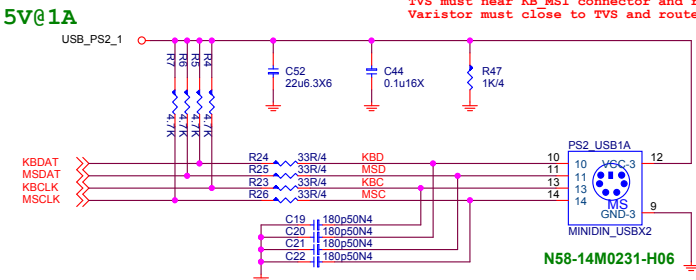 TVS must near KB_MS1 connector and
Varistor must close to TVS and route
5V@1A
USB_PS2_1
R7
R6
R5
R4
4.7K
4.7K
4.7K
4.7K
C52
22u6.3X6
C44
0.1u16X
R47
1K/4
PS2_USB1A
KBDAT
MSDAT
KBCLK
MSCLK
R24 33R/4 KBD 10
R25 33R/4 MSD 11
R23 33R/4 KBC 13
R26 33R/4 MSC 14
10
11
13
14
VCC-3
12
MS
GND-3
9
MINIDIN_USBX2
C19 180p50N4
C20 180p50N4
C21 180p50N4
C22 180p50N4
N58-14M0231-H06